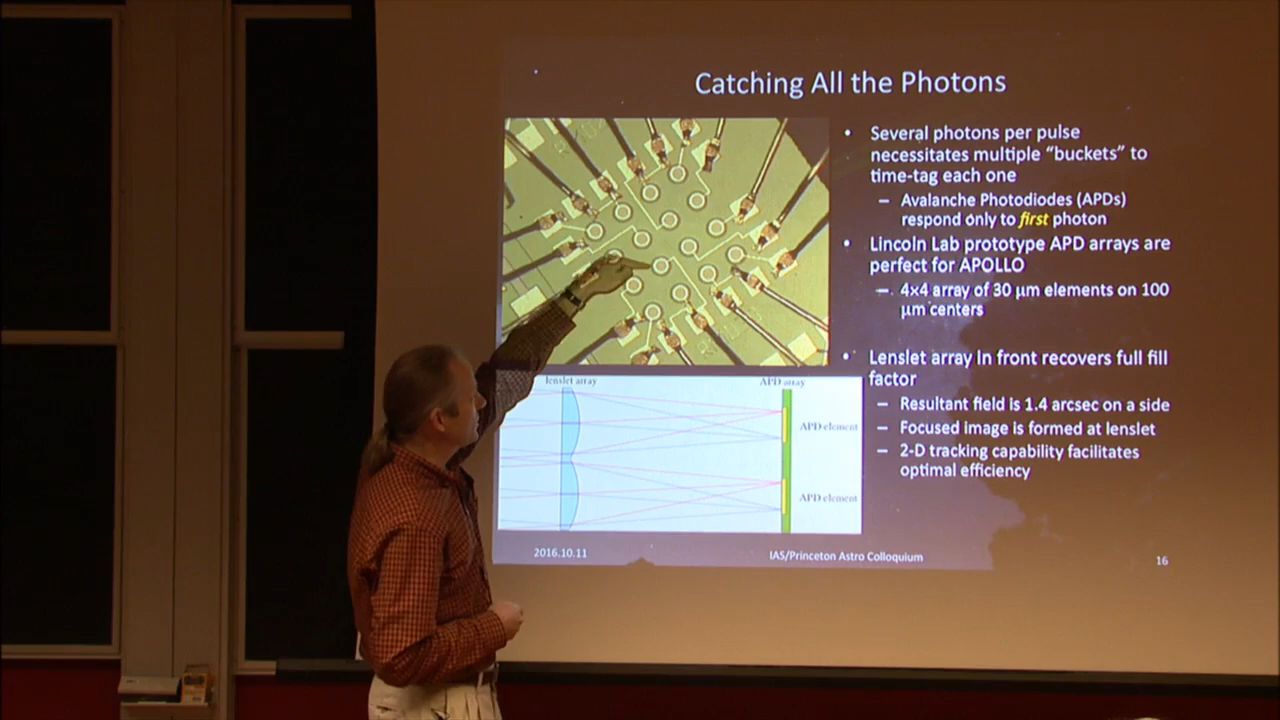 Catching All the Photons
• Several photons per pulse
necessitates multiple “buckets” to
time-tag each one
– Avalanche Photodiodes (APDs)
respond only to first photon
• Lincoln Lab prototype APD arrays are
perfect for APOLLO
– 4×4 array of 30 μm elements on 100
μm centers
• Lenslet array in front recovers full fill
factor
– Resultant field is 1.4 arcsec on a side
– Focused image is formed at lenslet
– 2-D tracking capability facilitates
optimal efficiency
lenslet array
APD array
APD element
APD element
2016.10.11
IAS/Princeton Astro Colloquium
16